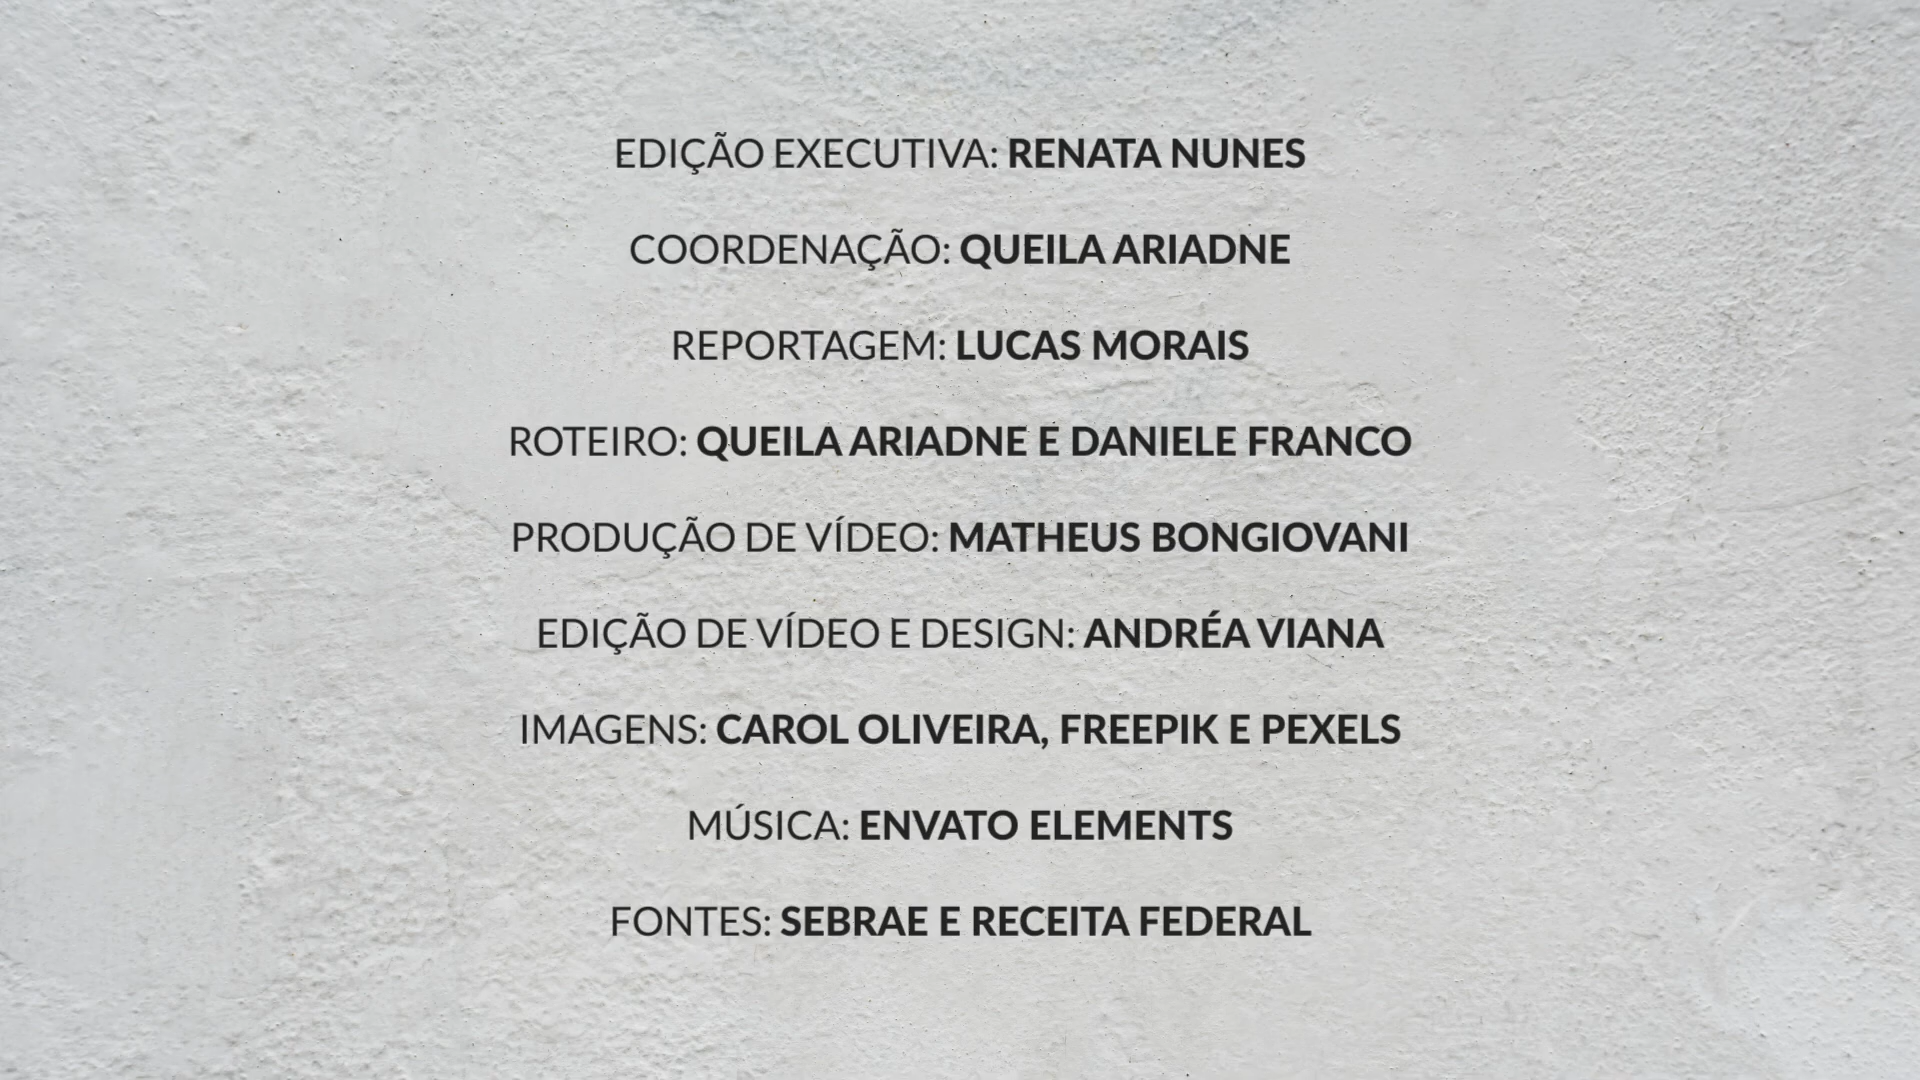 EDIÇÃO EXECUTIVA: RENATA NUNES
COORDENAÇÃO: QUEILA ARIADNE
REPORTAGEM: LUCAS MORAIS
ROTEIRO: QUEILA ARIADNE E DANIELE FRANCO
PRODUÇÃO DE VÍDEO: MATHEUS BONGIOVANI
EDIÇÃO DE VÍDEO E DESIGN: ANDRÉA VIANA
IMAGENS: CAROL OLIVEIRA, FREEPIK E PEXELS
MÚSICA: ENVATO ELEMENTS
FONTES: SEBRAE E RECEITA FEDERAL